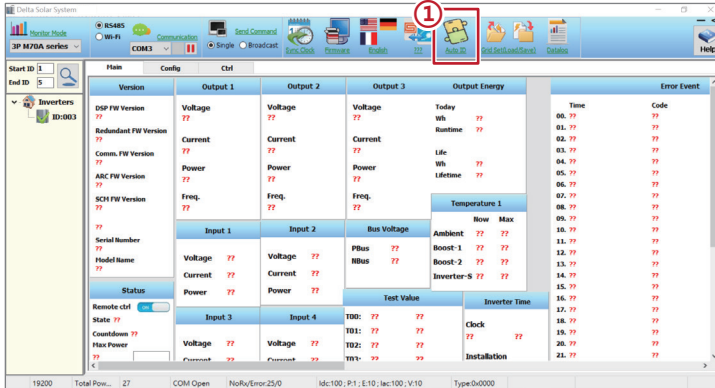 Delta Solar System
1
Monitor Mode
3P M70A series
RS485
Wi-Fi
Communication
COM3
Send Command
Single
Broadcast
Sync Clock
Firmware
English
???
Auto ID
Grid Set(Load/Save)
Datalog
Help
Start ID 1
End ID 5
Main
Config
Ctrl
Inverters
ID:003
Version
DSP FW Version
??
Redundant FW Version
??
Comm. FW Version
??
ARC FW Version
??
SCM FW Version
??
??
Serial Number
??
Model Name
??
Status
Remote ctrl ON
State ??
Countdown ??
Max Power
??
Output 1
Voltage
??
Current
??
Power
??
Freq.
??
Output 2
Voltage
??
Current
??
Power
??
Freq.
??
Output 3
Voltage
??
Current
??
Power
??
Freq.
??
Output Energy
Today
Wh ??
Runtime ??
Life
Wh ??
Lifetime ??
Input 1
Voltage ??
Current ??
Power ??
Input 2
Voltage ??
Current ??
Power ??
Bus Voltage
PBus ??
NBus ??
Temperature 1
Now Max
Ambient ?? ??
Boost-1 ?? ??
Boost-2 ?? ??
Inverter-S ?? ??
Input 3
Voltage ??
Current ??
Input 4
Voltage ??
Current ??
Test Value
T00: ?? ??
T01: ?? ??
T02: ?? ??
T03: ?? ??
Inverter Time
Clock
?? ??
Installation
Error Event
Time Code
00. ?? ??
01. ?? ??
02. ?? ??
03. ?? ??
04. ?? ??
05. ?? ??
06. ?? ??
07. ?? ??
08. ?? ??
09. ?? ??
10. ?? ??
11. ?? ??
12. ?? ??
13. ?? ??
14. ?? ??
15. ?? ??
16. ?? ??
17. ?? ??
18. ?? ??
19. ?? ??
20. ?? ??
21. ?? ??
19200 Total Pow... 27 COM Open NoRx/Error:25/0 Idc:100 ; P:1 ; E:10 ; Iac:100 ; V:10 Type:0x0000